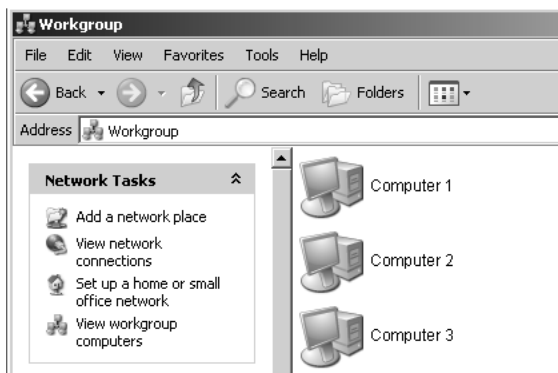 Workgroup
File Edit View Favorites Tools Help
Back Search Folders
Address Workgroup
Network Tasks
Add a network place
View network
connections
Set up a home or small
office network
View workgroup
computers
Computer 1
Computer 2
Computer 3